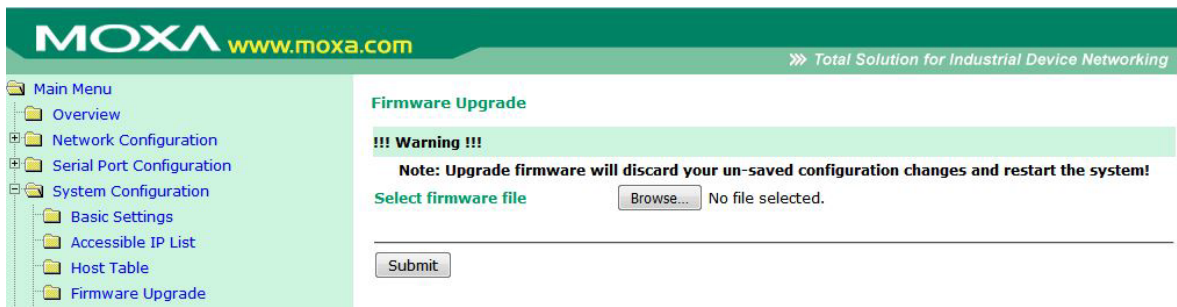 MOXA www.moxa.com
Total Solution for Industrial Device Networking
Main Menu
Overview
Network Configuration
Serial Port Configuration
System Configuration
Basic Settings
Accessible IP List
Host Table
Firmware Upgrade
Firmware Upgrade
!!! Warning !!!
Note: Upgrade firmware will discard your un-saved configuration changes and restart the system!
Select firmware file Browse... No file selected.
Submit